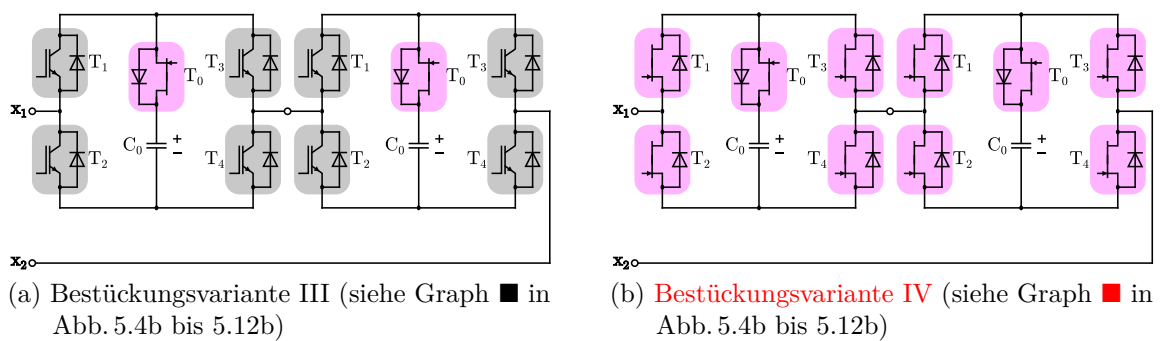 T1 T0 T3 T1 T0 T3
x1
C0 + − T4 T2 C0 + − T4
T2
x2
(a) Bestückungsvariante III (siehe Graph ■ in
Abb. 5.4b bis 5.12b)
T1 T0 T3 T1 T0 T3
x1
C0 + − T4 T2 C0 + − T4
T2
x2
(b) Bestückungsvariante IV (siehe Graph ■ in
Abb. 5.4b bis 5.12b)